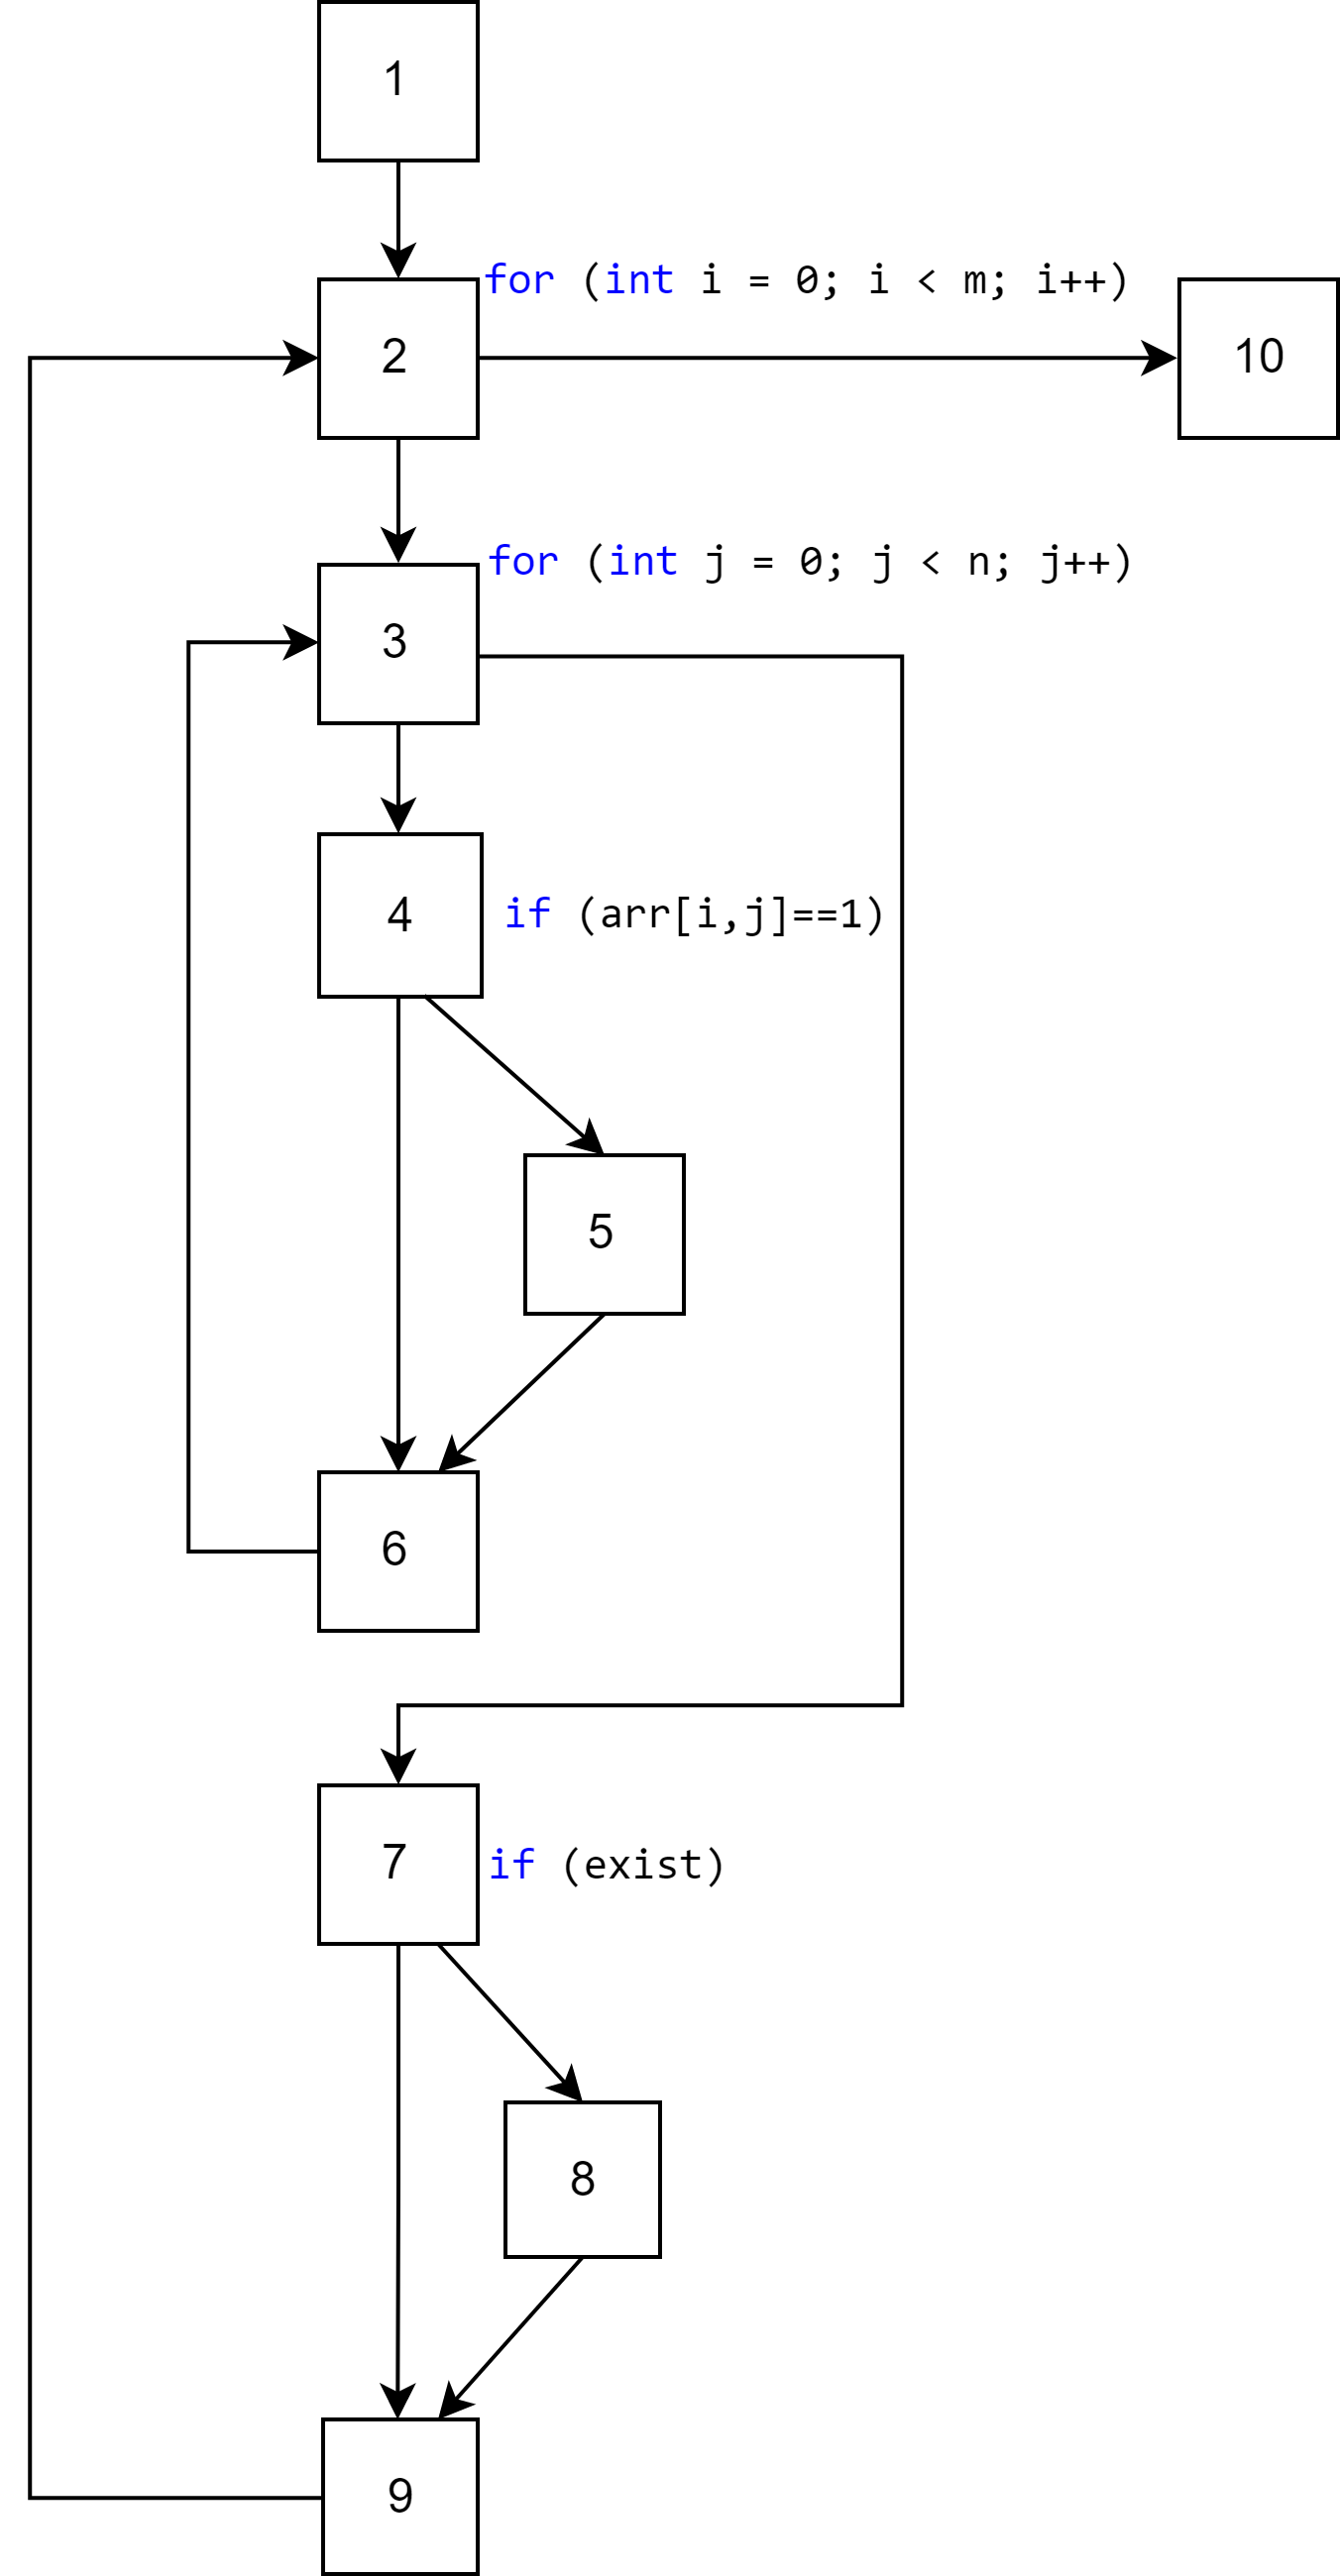 1
for (int i = 0; i < m; i++)
2
10
for (int j = 0; j < n; j++)
3
4
if (arr[i,j]==1)
5
6
7
if (exist)
8
9